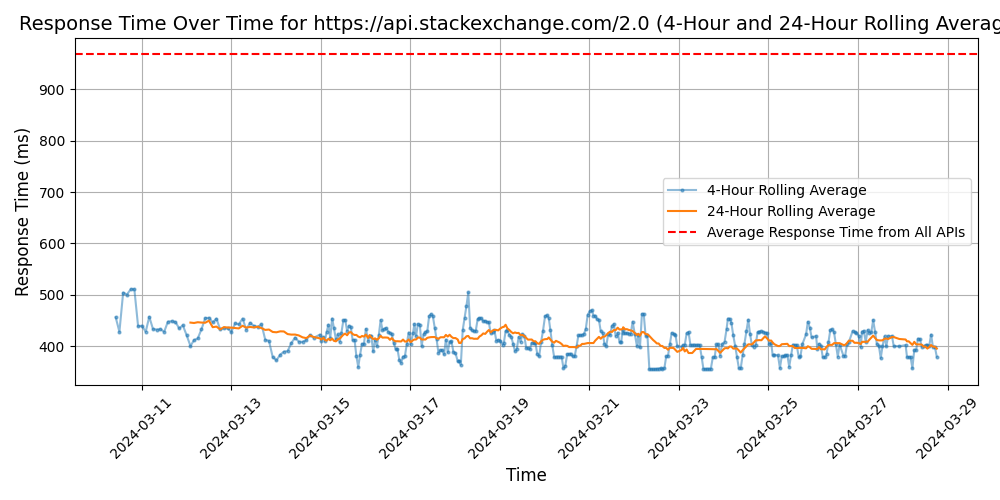 Response Time Over Time for https://api.stackexchange.com/2.0 (4-Hour and 24-Hour Rolling Averag
Response Time (ms)
900
800
700
600
500
400
4-Hour Rolling Average
24-Hour Rolling Average
Average Response Time from All APIs
2024-03-11
2024-03-13
2024-03-15
2024-03-17
2024-03-19
2024-03-21
2024-03-23
2024-03-25
2024-03-27
2024-03-29
Time